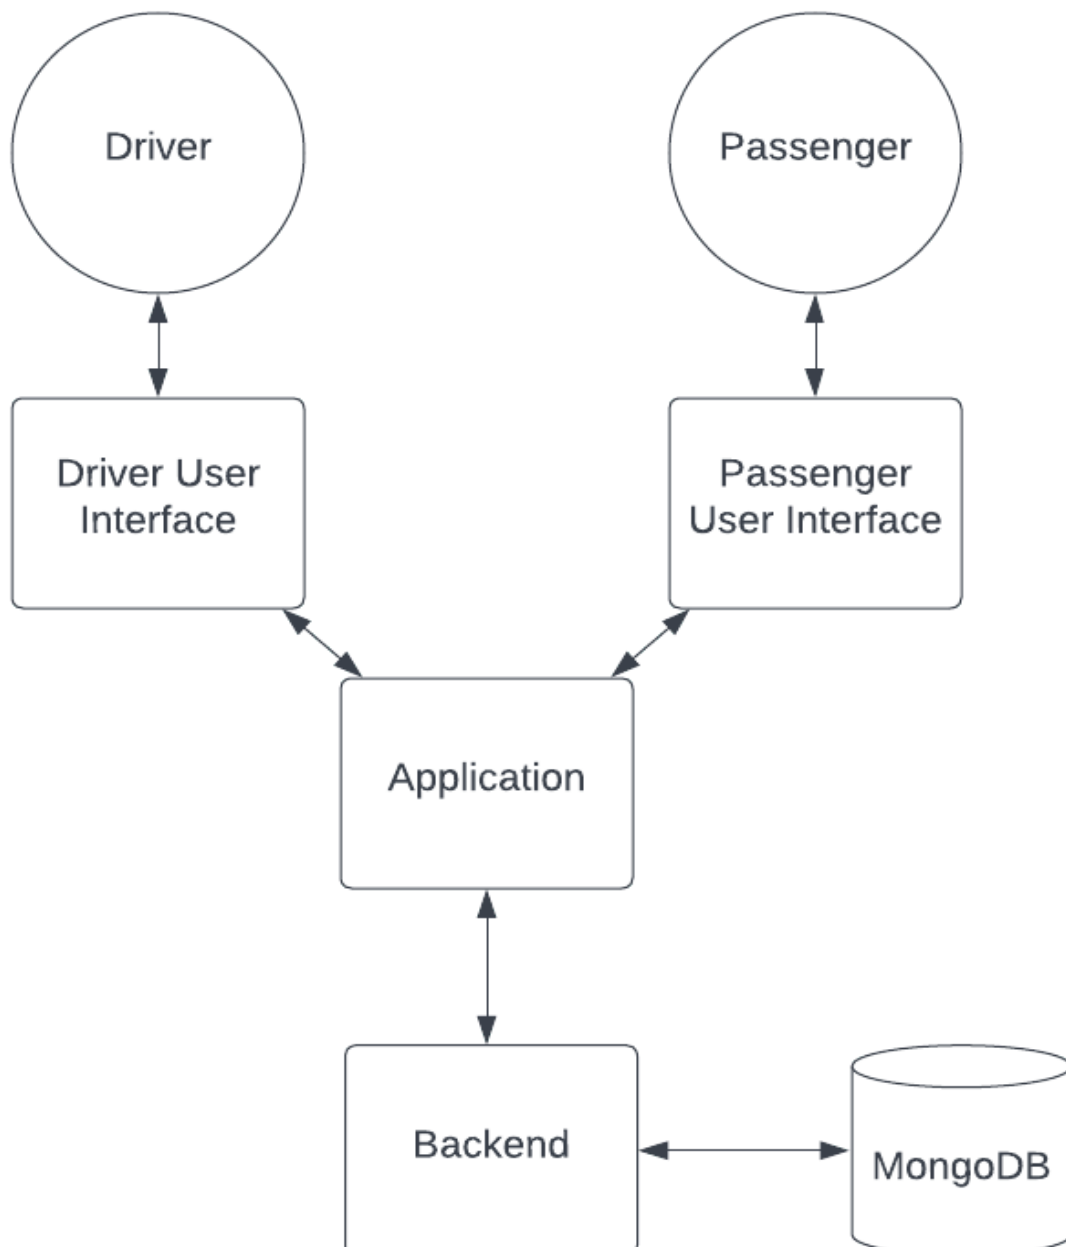 Driver
Passenger
Driver User
Interface
Passenger
User Interface
Application
Backend
MongoDB